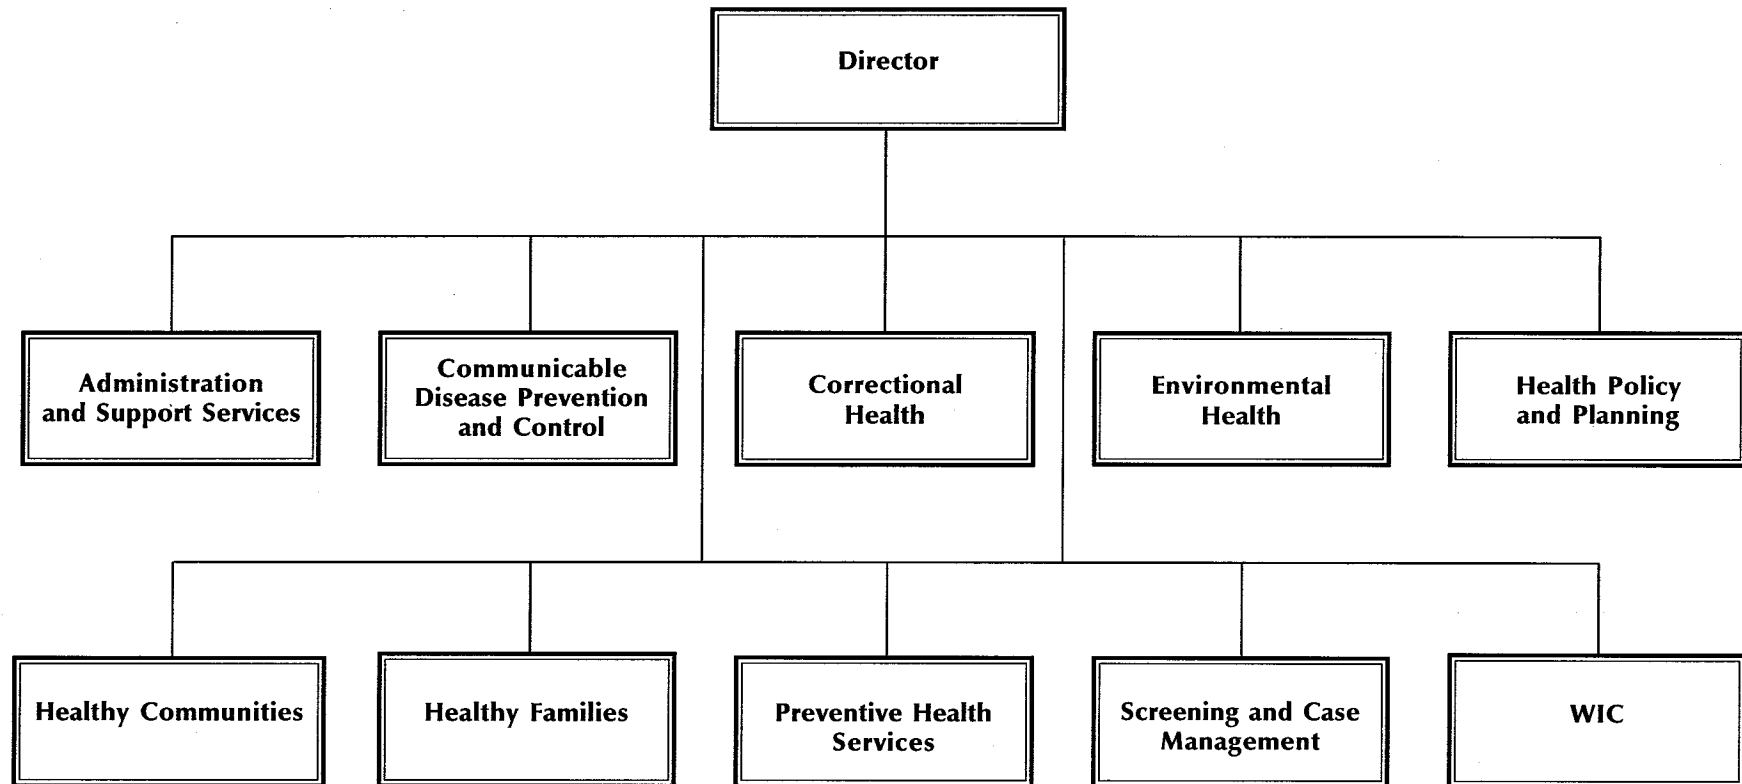 Director
Administration
and Support Services
Communicable
Disease Prevention
and Control
Correctional
Health
Environmental
Health
Health Policy
and Planning
Healthy Communities
Healthy Families
Preventive Health
Services
Screening and Case
Management
WIC